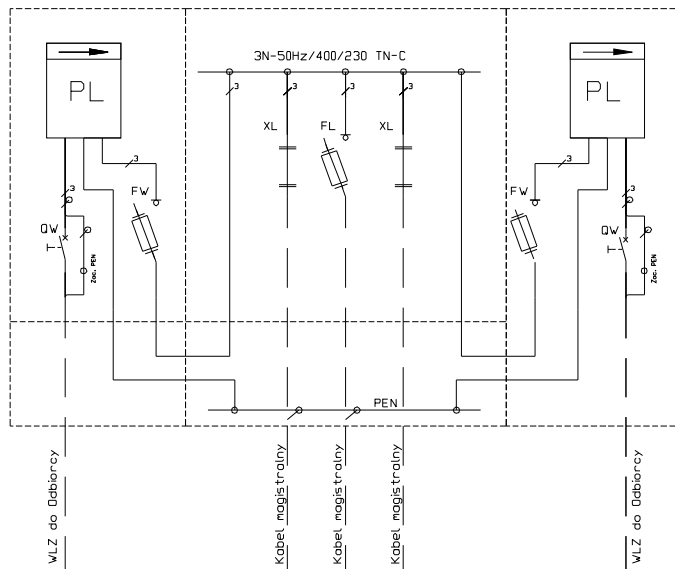 3N-50Hz/400/230 TN-C
PL
PL
3
3
3
3
3
XL
FL
XL
3
3
3
3
FW
FW
QW
QW
Zac. PEN
Zac. PEN
PEN
WLZ do Odbiorcy
Kabel magistralny
Kabel magistralny
Kabel magistralny
WLZ do Odbiorcy